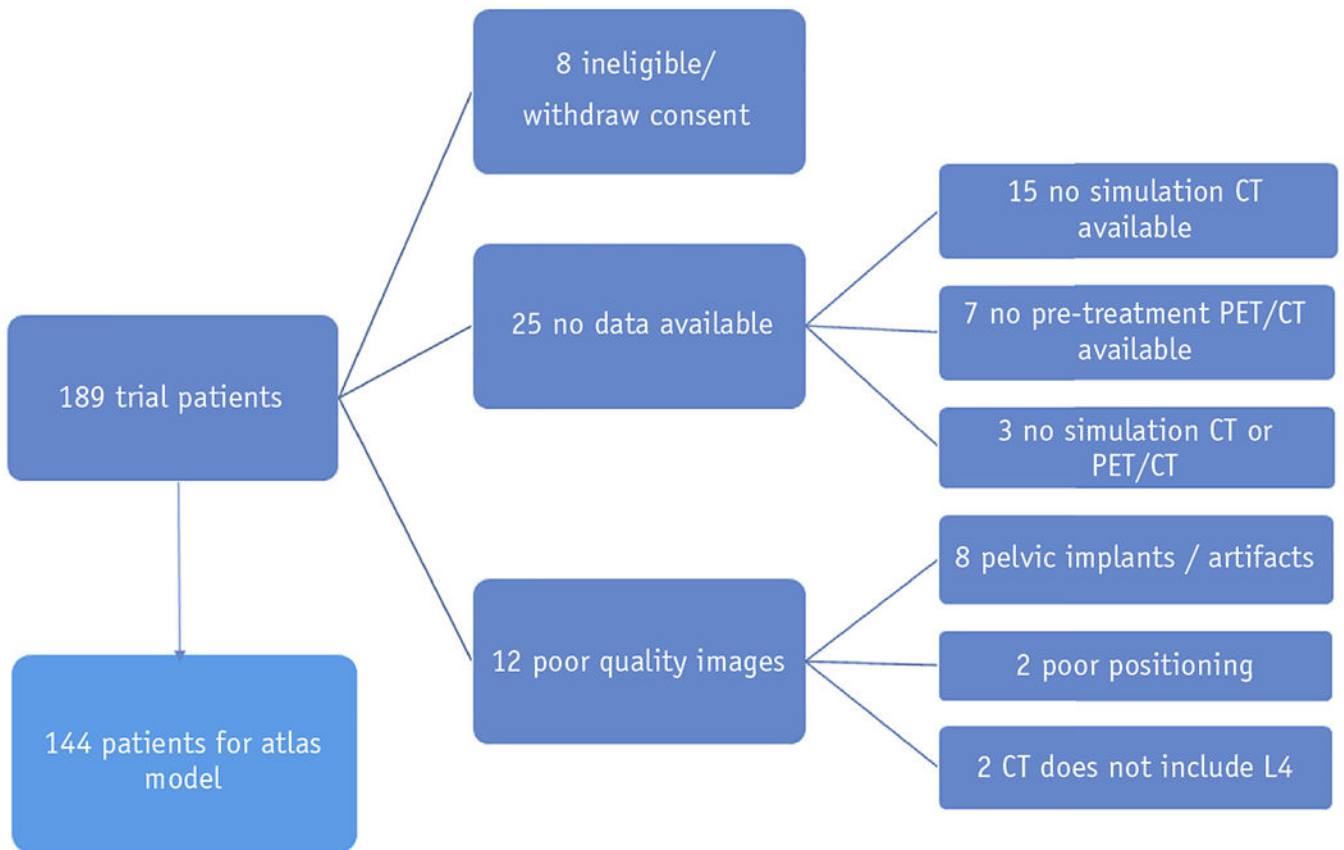 8 ineligible/
withdraw consent
15 no simulation CT
available
25 no data available
7 no pre-treatment PET/CT
available
189 trial patients
3 no simulation CT or
PET/CT
8 pelvic implants / artifacts
12 poor quality images
2 poor positioning
144 patients for atlas
model
2 CT does not include L4